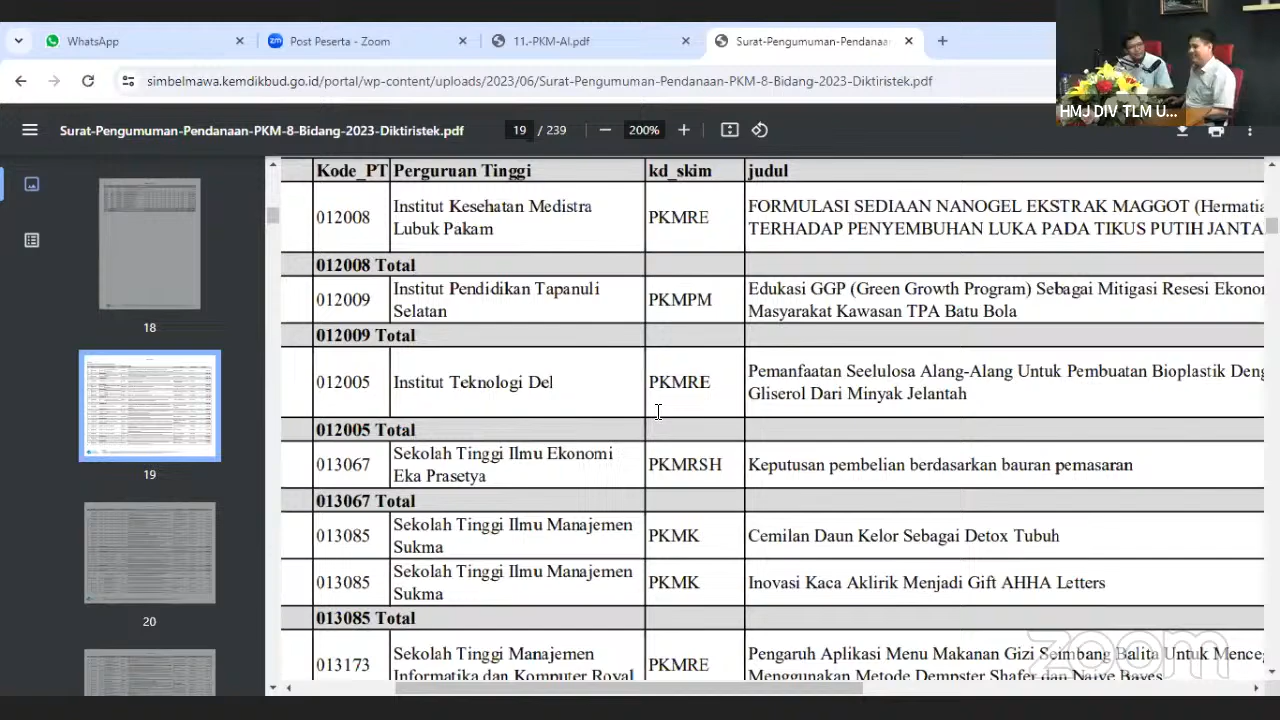 WhatsApp
Post Peserta - Zoom
11.-PKM-AI.pdf
Surat-Pengumuman-Pendana
simbelmawa.kemdikbud.go.id/portal/wp-content/uploads/2023/06/Surat-Pengumuman-Pendanaan-PKM-8-Bidang-2023-Diktiristek.pdf
HMJ DIV TLM U...
Surat-Pengumuman-Pendanaan-PKM-8-Bidang-2023-Diktiristek.pdf
19 / 239
200%
Kode_PT Perguruan Tinggi kd_skim judul
012008 Institut Kesehatan Medistra Lubuk Pakam PKMRE FORMULASI SEDIAAN NANOGEL EKSTRAK MAGGOT (Hermetia
TERHADAP PENYEMBUHAN LUKA PADA TIKUS PUTIH JANTA
012008 Total
012009 Institut Pendidikan Tapanuli Selatan PKMPM Edukasi GGP (Green Growth Program) Sebagai Mitigasi Resesi Ekonor
Masyarakat Kawasan TPA Batu Bola
012009 Total
012005 Institut Teknologi Del PKMRE Pemanfaatan Seelulosa Alang-Alang Untuk Pembuatan Bioplastik Deng
Gliserol Dari Minyak Jelantah
012005 Total
013067 Sekolah Tinggi Ilmu Ekonomi Eka Prasetya PKMRSH Keputusan pembelian berdasarkan bauran pemasaran
013067 Total
013085 Sekolah Tinggi Ilmu Manajemen Sukma PKMK Cemilan Daun Kelor Sebagai Detox Tubuh
013085 Sekolah Tinggi Ilmu Manajemen Sukma PKMK Inovasi Kaca Aklirik Menjadi Gift AHHA Letters
013085 Total
013173 Sekolah Tinggi Manajemen Informatika dan Komputer Royal PKMRE Pengaruh Aplikasi Menu Makanan Gizi Seimbang Balita Untuk Menceg
Menggunakan Metode Dempster Shafer dan Naive Bayes
18
19
20
zoom